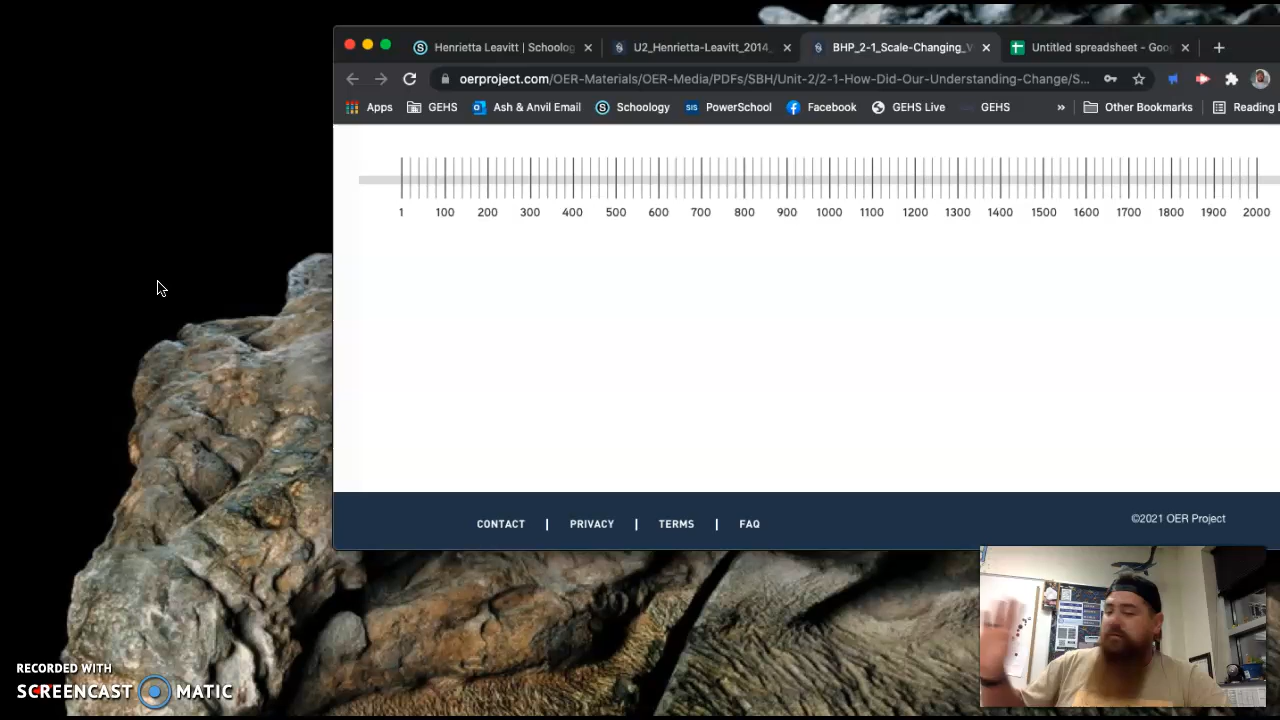 Henrietta Leavitt | Schoolog
U2_Henrietta-Leavitt_2014_
BHP_2-1_Scale-Changing_V
Untitled spreadsheet - Goo
oerproject.com/OER-Materials/OER-Media/PDFs/SBH/Unit-2/2-1-How-Did-Our-Understanding-Change/S...
Apps GEHS Ash & Anvil Email Schoology SIS PowerSchool Facebook GEHS Live GEHS » Other Bookmarks Reading L
1 100 200 300 400 500 600 700 800 900 1000 1100 1200 1300 1400 1500 1600 1700 1800 1900 2000
CONTACT | PRIVACY | TERMS | FAQ
©2021 OER Project
RECORDED WITH
SCREENCAST MATIC